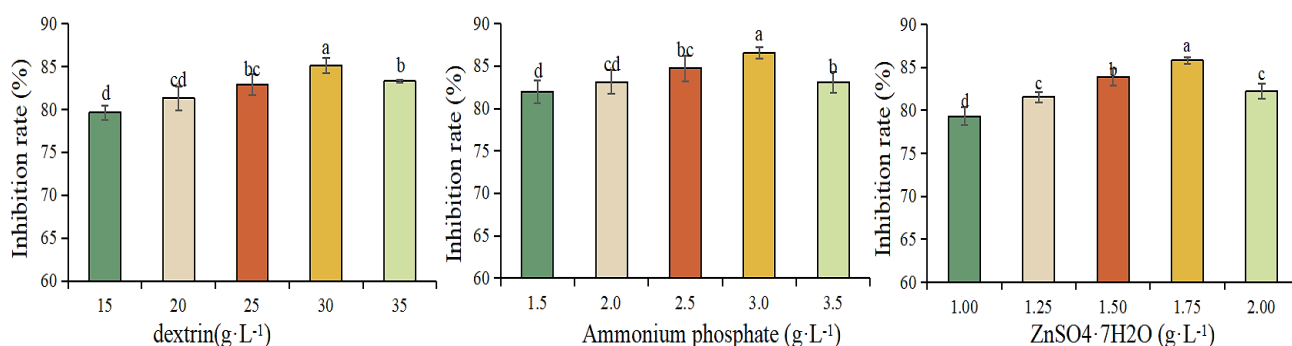 Inhibition rate (%)
90
85
80
75
70
65
60
d
cd
bc
a
b
15
20
25
30
35
dextrin(g·L-1)
Inhibition rate (%)
90
85
80
75
70
65
60
d
cd
bc
a
b
1.5
2.0
2.5
3.0
3.5
Ammonium phosphate (g·L-1)
Inhibition rate (%)
90
85
80
75
70
65
60
d
c
b
a
c
1.00
1.25
1.50
1.75
2.00
ZnSO4·7H2O (g·L-1)